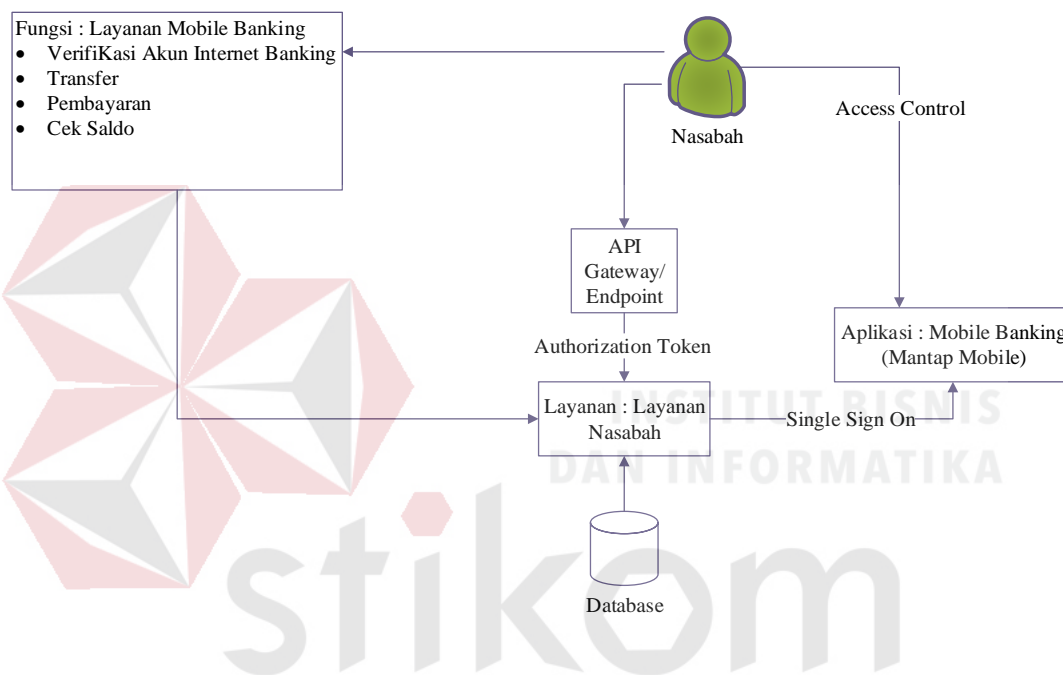 Fungsi : Layanan Mobile Banking
• VerifiKasi Akun Internet Banking
• Transfer
• Pembayaran
• Cek Saldo
Nasabah
Access Control
API
Gateway/
Endpoint
Authorization Token
Aplikasi : Mobile Banking
(Mantap Mobile)
Layanan : Layanan
Nasabah
Single Sign On
Database
INSTITUT BISNIS
DAN INFORMATIKA
stikom